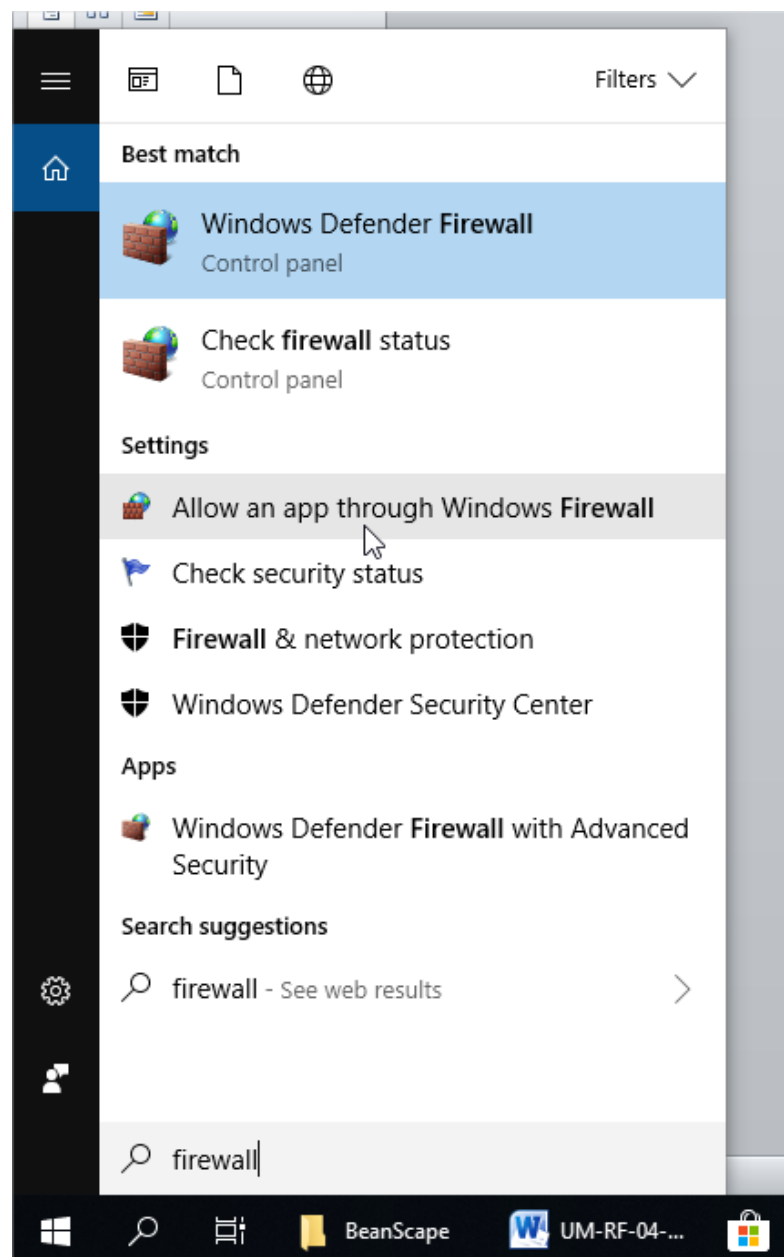 Filters
Best match
Windows Defender Firewall
Control panel
Check firewall status
Control panel
Settings
Allow an app through Windows Firewall
Check security status
Firewall & network protection
Windows Defender Security Center
Apps
Windows Defender Firewall with Advanced
Security
Search suggestions
firewall - See web results
firewall
BeanScape
UM-RF-04-...